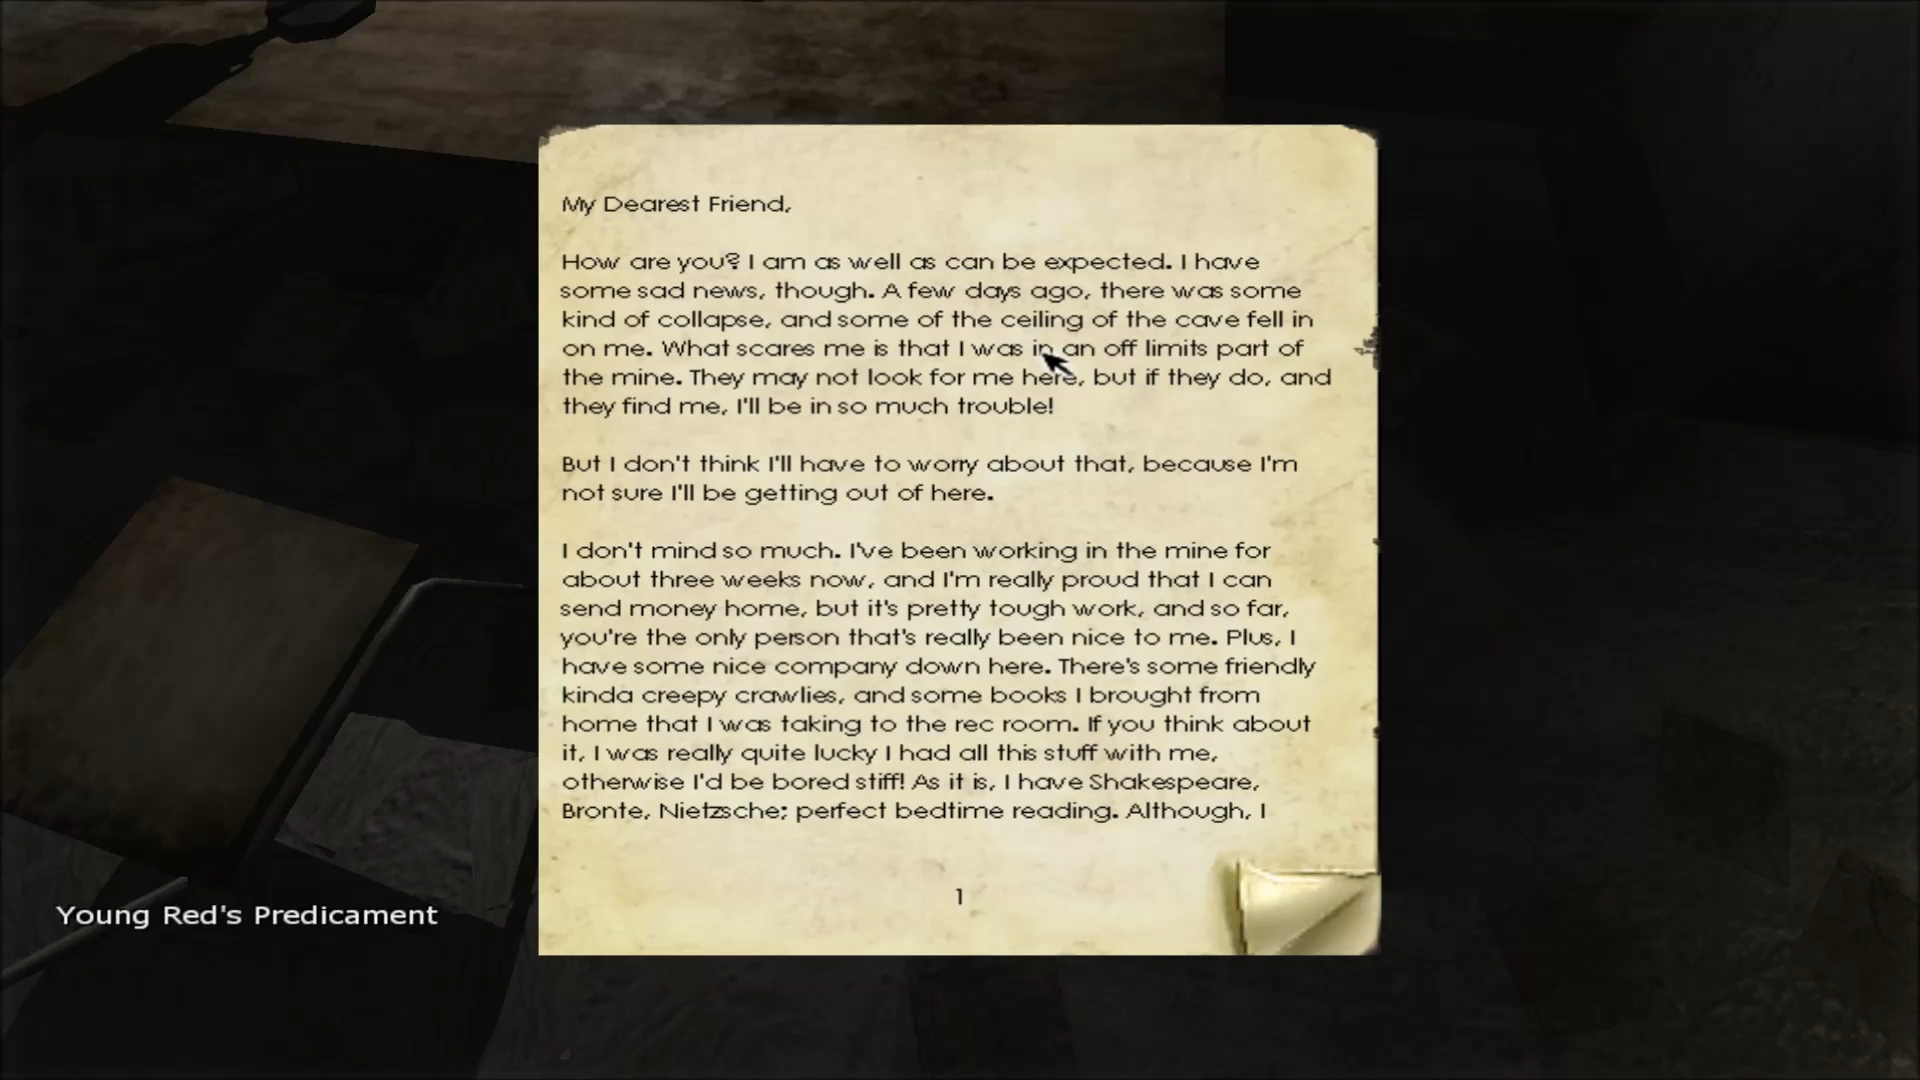 My Dearest Friend,
How are you? I am as well as can be expected. I have
some sad news, though. A few days ago, there was some
kind of collapse, and some of the ceiling of the cave fell in
on me. What scares me is that I was in an off limits part of
the mine. They may not look for me here, but if they do, and
they find me, I'll be in so much trouble!
But I don't think I'll have to worry about that, because I'm
not sure I'll be getting out of here.
I don't mind so much. I've been working in the mine for
about three weeks now, and I'm really proud that I can
send money home, but it's pretty tough work, and so far,
you're the only person that's really been nice to me. Plus, I
have some nice company down here. There's some friendly
kinda creepy crawlies, and some books I brought from
home that I was taking to the rec room. If you think about
it, I was really quite lucky I had all this stuff with me,
otherwise I'd be bored stiff! As it is, I have Shakespeare,
Bronte, Nietzsche; perfect bedtime reading. Although, I
1
Young Red's Predicament